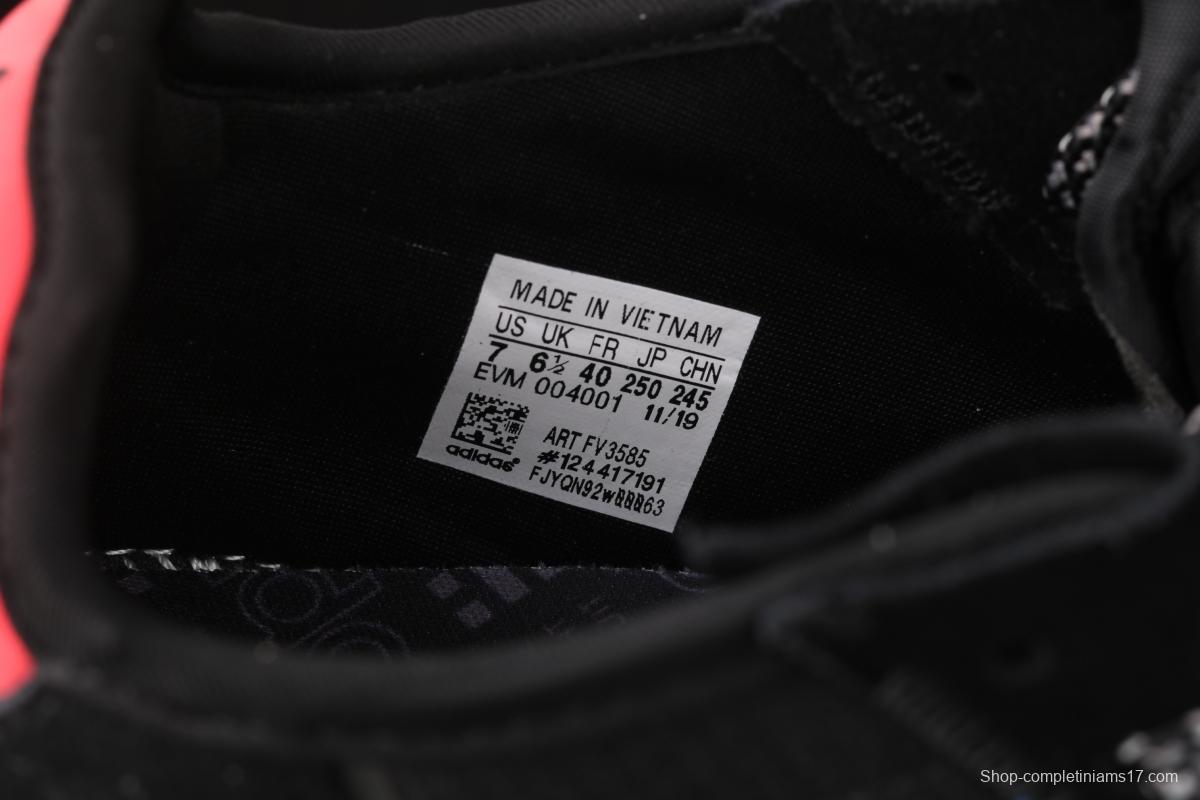 MADE IN VIETNAM
US UK FR JP CHN
7 6½ 40 250 245
EVM 004001 11/19
ART FV3585
#124417191
adidas®
Shop-completiniams17.com